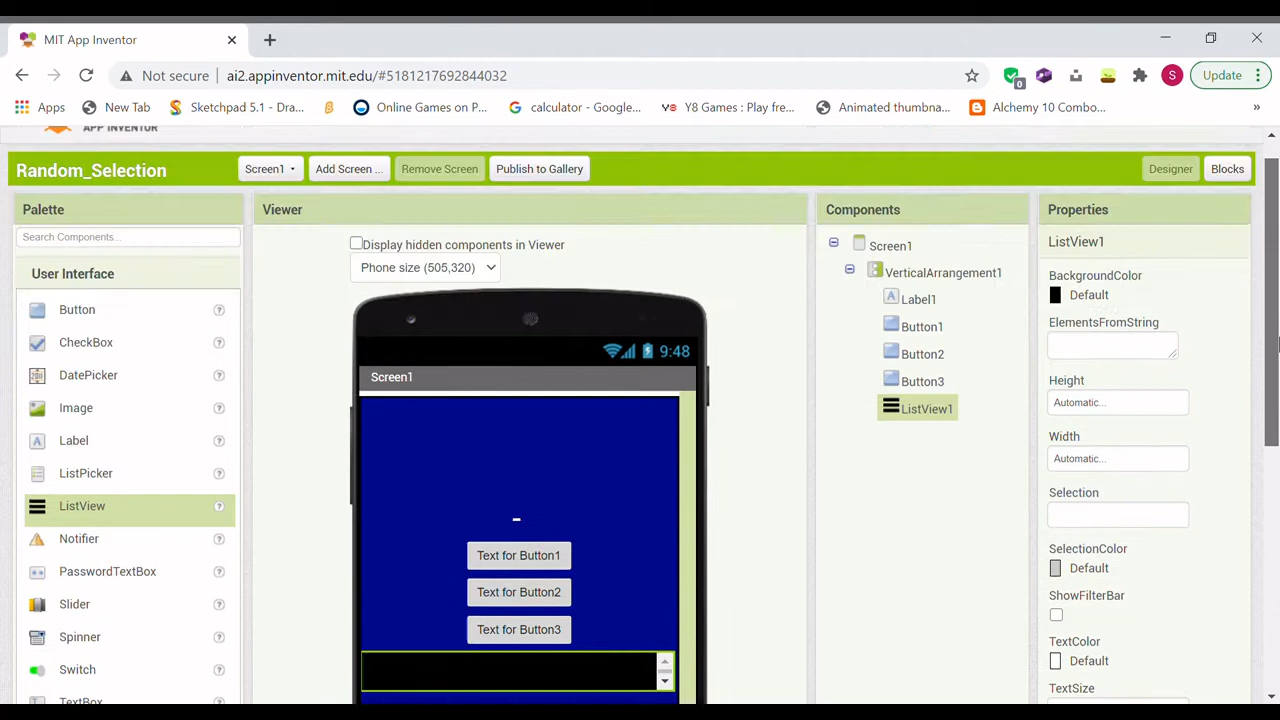 MIT App Inventor
Not secure
ai2.appinventor.mit.edu/#5181217692844032
0
S
Update
Apps
New Tab
Sketchpad 5.1 - Dra...
Online Games on P...
calculator - Google...
Y8 Games : Play fre...
Animated thumbna...
Alchemy 10 Combo...
»
APP INVENTOR
Random_Selection
Screen1
Add Screen ...
Remove Screen
Publish to Gallery
Designer
Blocks
Palette
Search Components...
User Interface
Button
CheckBox
DatePicker
Image
Label
ListPicker
ListView
Notifier
PasswordTextBox
Slider
Spinner
Switch
TextBox
Viewer
Display hidden components in Viewer
Phone size (505,320)
9:48
Screen1
-
Text for Button1
Text for Button2
Text for Button3
Components
Screen1
VerticalArrangement1
Label1
Button1
Button2
Button3
ListView1
Properties
ListView1
BackgroundColor
Default
ElementsFromString
Height
Automatic...
Width
Automatic...
Selection
SelectionColor
Default
ShowFilterBar
TextColor
Default
TextSize